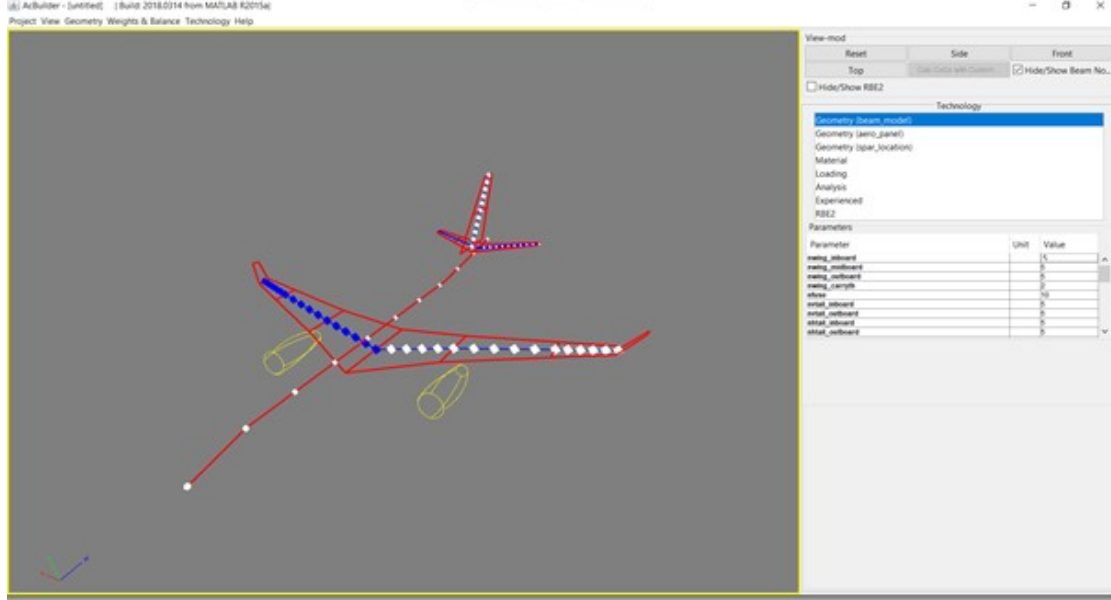 AcBuilder - [untitled] | Build: 2018.0314 from MATLAB R2015a|
Project View Geometry Weights & Balance Technology Help
View-mod
Reset Side Front
Top Hide/Show Beam No...
Hide/Show RBE2
Technology
Geometry (beam_model)
Geometry (aero_panel)
Geometry (spar_location)
Material
Loading
Analysis
Experienced
RBE2
Parameters
Parameter Unit Value
nwing_inboard 5
nwing_midboard 5
nwing_outboard 5
nwing_carryth 2
nfuse 10
nvtail_inboard 5
nvtail_outboard 5
nhtail_inboard 5
nhtail_outboard 5